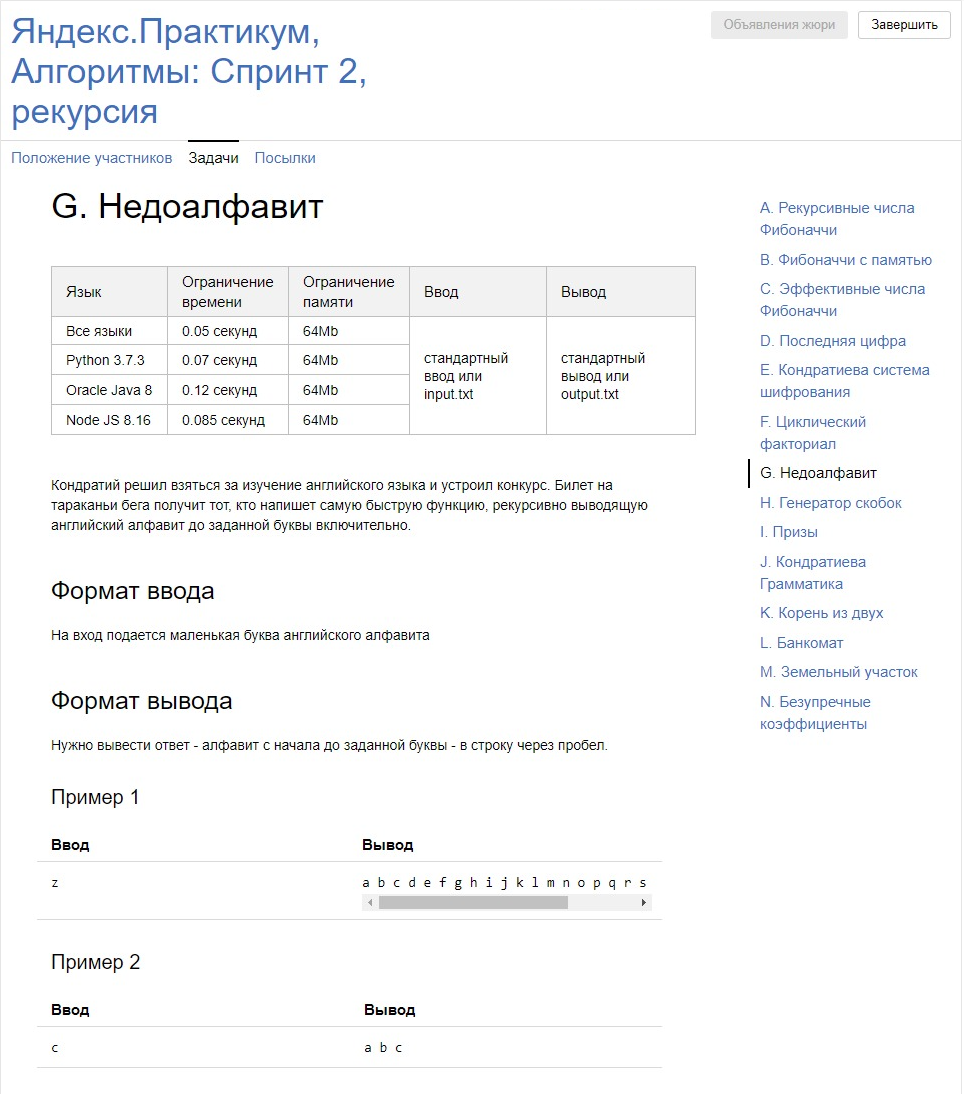 Яндекс.Практикум,
Алгоритмы: Спринт 2,
рекурсия
Объявления жюри
Завершить
Положение участников
Задачи
Посылки
G. Недоалфавит
Язык
Ограничение
времени
Ограничение
памяти
Ввод
Вывод
Все языки
0.05 секунд
64Mb
Python 3.7.3
0.07 секунд
64Mb
Oracle Java 8
0.12 секунд
64Mb
Node JS 8.16
0.085 секунд
64Mb
стандартный
ввод или
input.txt
стандартный
вывод или
output.txt
Кондратий решил взяться за изучение английского языка и устроил конкурс. Билет на
тараканьи бега получит тот, кто напишет самую быструю функцию, рекурсивно выводящую
английский алфавит до заданной буквы включительно.
Формат ввода
На вход подается маленькая буква английского алфавита
Формат вывода
Нужно вывести ответ - алфавит с начала до заданной буквы - в строку через пробел.
Пример 1
Ввод
Вывод
z
a b c d e f g h i j k l m n o p q r s
Пример 2
Ввод
Вывод
c
a b c
A. Рекурсивные числа
Фибоначчи
B. Фибоначчи с памятью
C. Эффективные числа
Фибоначчи
D. Последняя цифра
E. Кондратиева система
шифрования
F. Циклический
факториал
G. Недоалфавит
H. Генератор скобок
I. Призы
J. Кондратиева
Грамматика
K. Корень из двух
L. Банкомат
M. Земельный участок
N. Безупречные
коэффициенты